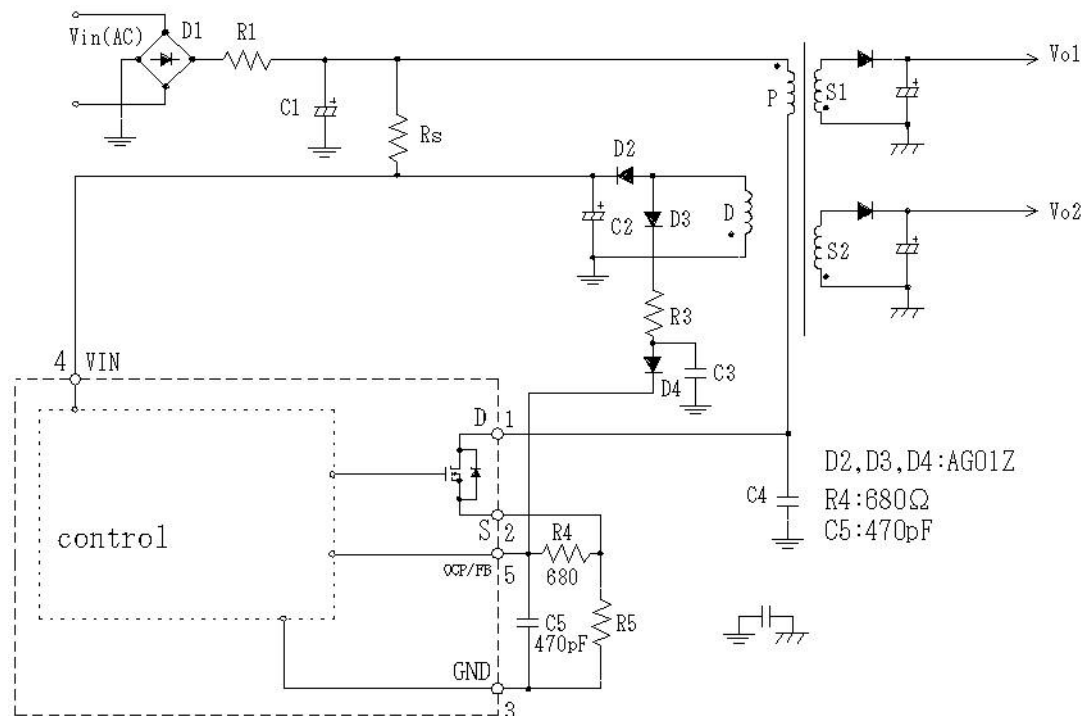 Vin(AC)
D1
R1
C1
Rs
P
S1
Vo1
D2
D3
D
C2
S2
Vo2
R3
4
VIN
D4
C3
D
1
D2,D3,D4:AG01Z
R4:680Ω
C5:470pF
C4
S
2
R4
control
OCP/FB
5
680
C5
470pF
R5
GND
3